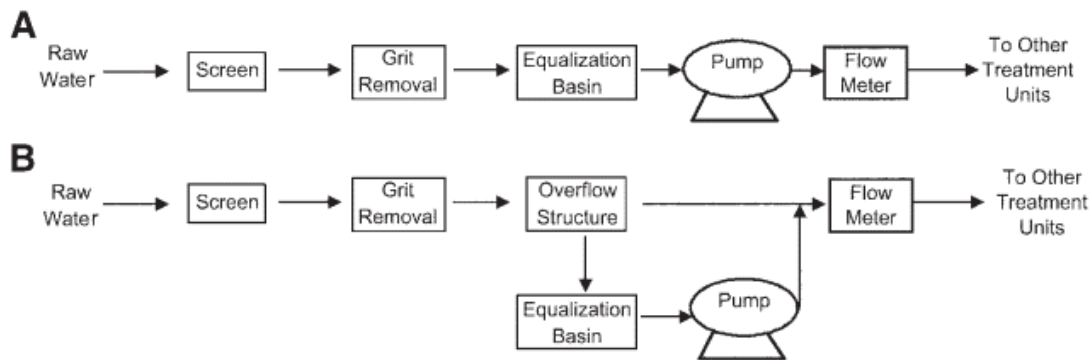 A
Raw
Water
Screen
Grit
Removal
Equalization
Basin
Pump
Flow
Meter
To Other
Treatment
Units
B
Raw
Water
Screen
Grit
Removal
Overflow
Structure
Flow
Meter
To Other
Treatment
Units
Equalization
Basin
Pump